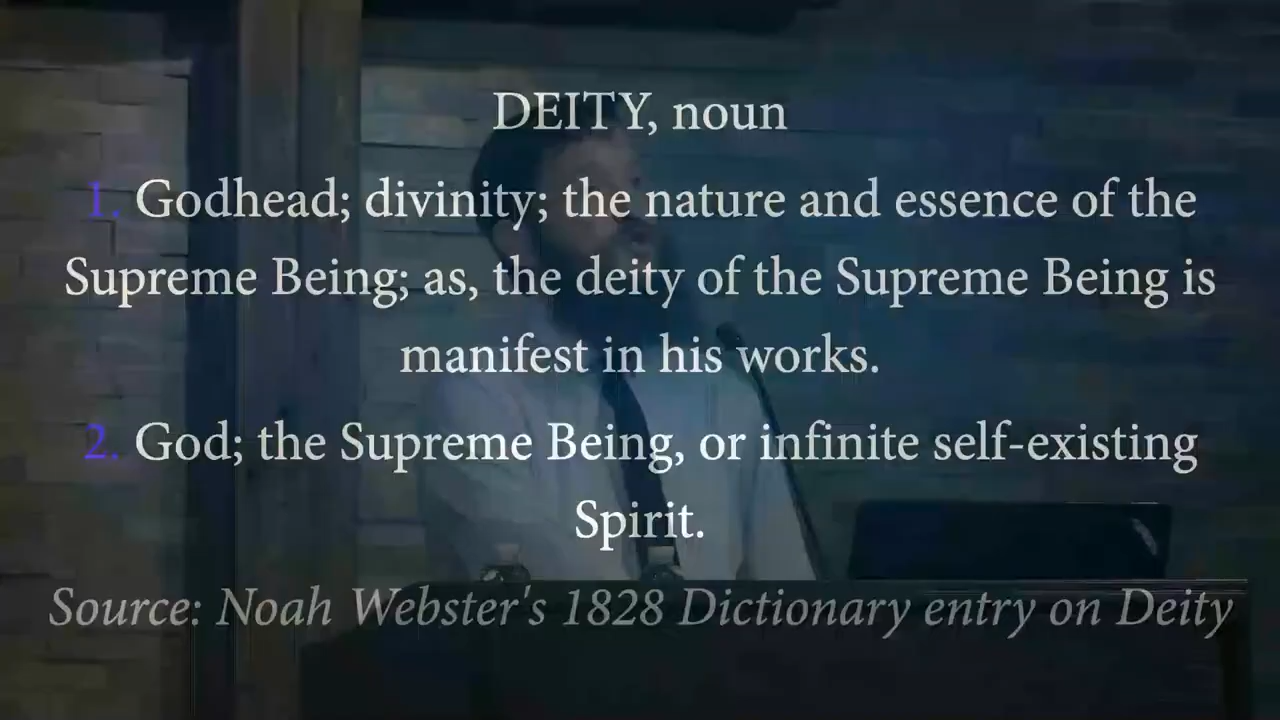 DEITY, noun
1. Godhead; divinity; the nature and essence of the
Supreme Being; as, the deity of the Supreme Being is
manifest in his works.
2. God; the Supreme Being, or infinite self-existing
Spirit.
Source: Noah Webster's 1828 Dictionary entry on Deity